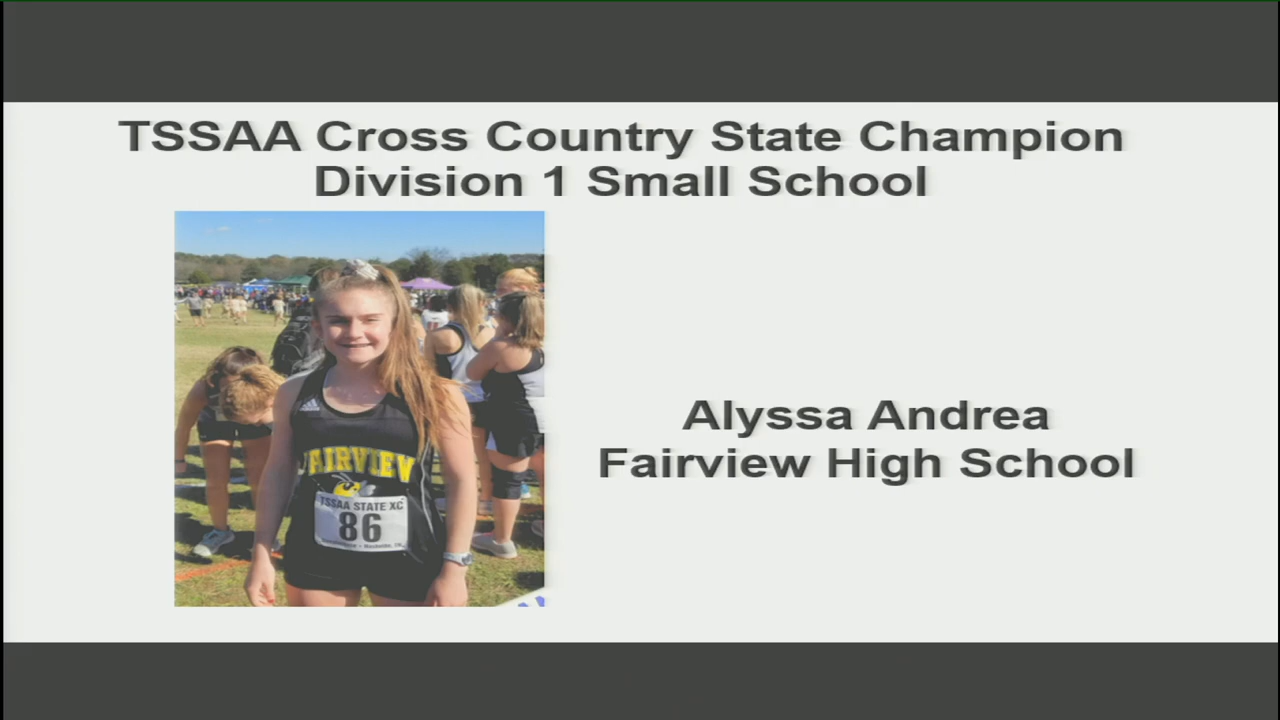 TSSAA Cross Country State Champion
Division 1 Small School
Alyssa Andrea
Fairview High School
FAIRVIEW
TSSAA STATE XC
86